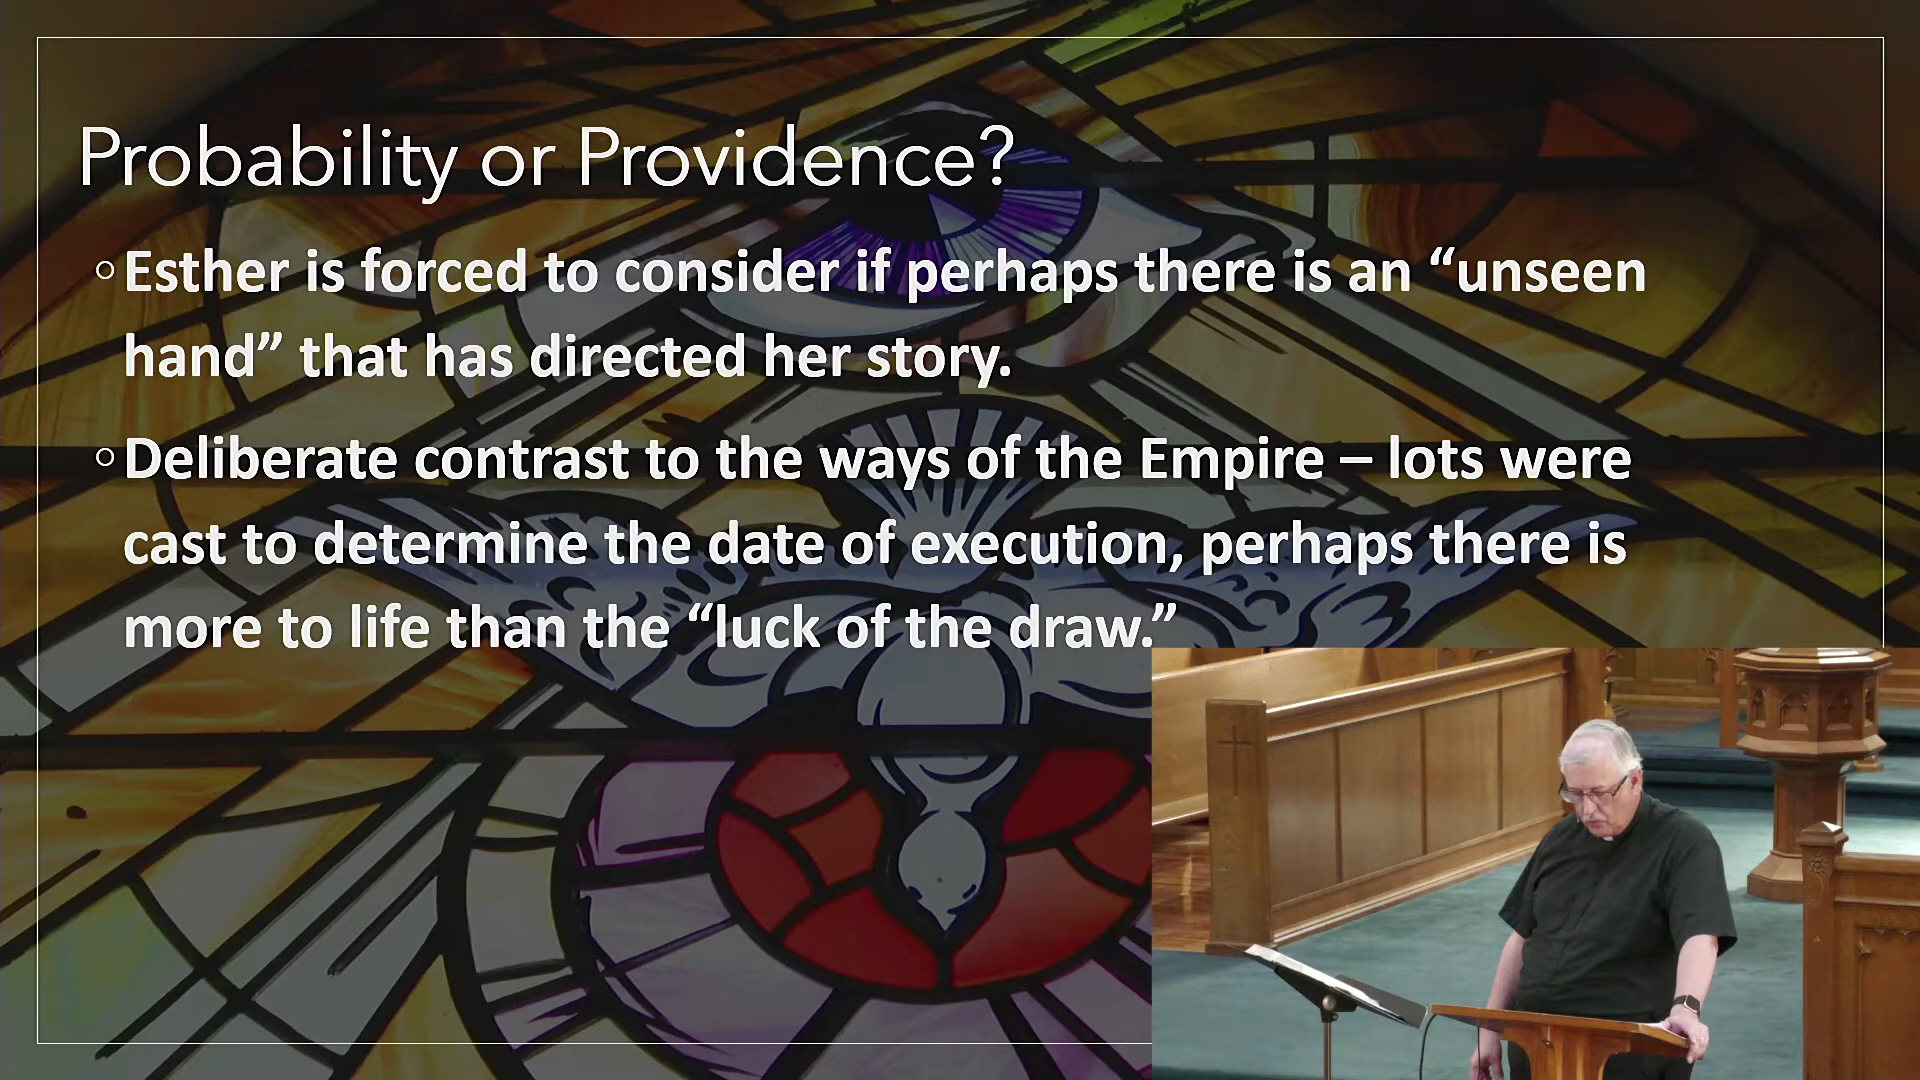 Probability or Providence?
◦ Esther is forced to consider if perhaps there is an “unseen
hand” that has directed her story.
◦ Deliberate contrast to the ways of the Empire – lots were
cast to determine the date of execution, perhaps there is
more to life than the “luck of the draw.”